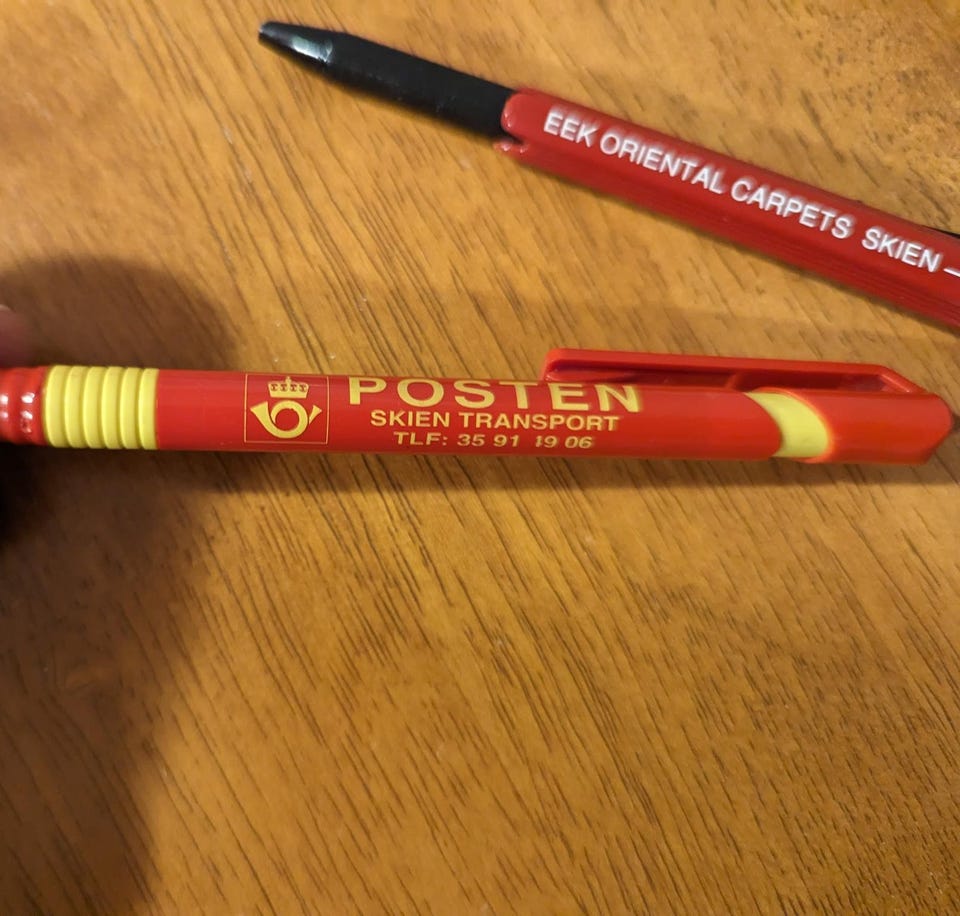 EEK ORIENTAL CARPETS SKIEN –
POSTEN
SKIEN TRANSPORT
TLF: 35 91 19 06